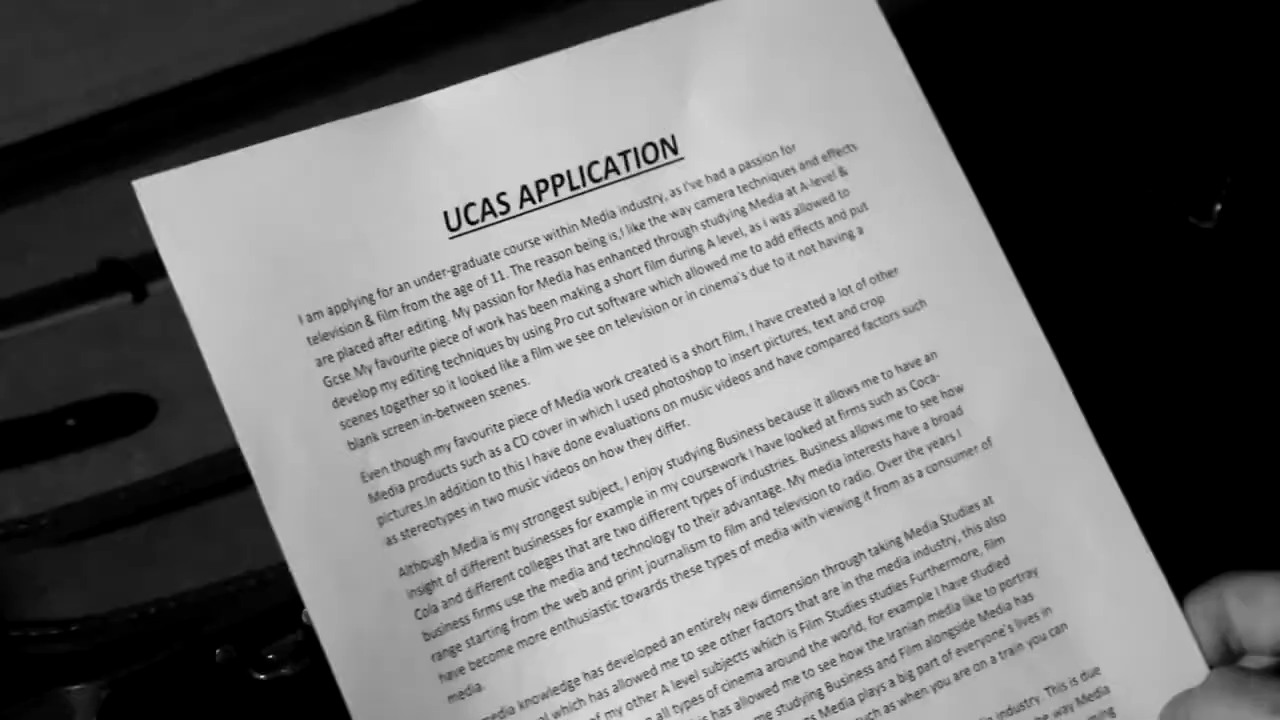 UCAS APPLICATION
I am applying for an under-graduate course within Media industry, as I've had a passion for
television & film from the age of 11. The reason being is,I like the way camera techniques and effects
are placed after editing. My passion for Media has enhanced through studying Media at A-level &
Gcse.My favourite piece of work has been making a short film during A level, as I was allowed to
develop my editing techniques by using Pro cut software which allowed me to add effects and put
scenes together so it looked like a film we see on television or in cinema's due to it not having a
blank screen in-between scenes.
Even though my favourite piece of Media work created is a short film, I have created a lot of other
Media products such as a CD cover in which I used photoshop to insert pictures, text and crop
pictures.In addition to this I have done evaluations on music videos and have compared factors such
as stereotypes in two music videos on how they differ.
Although Media is my strongest subject, I enjoy studying Business because it allows me to have an
insight of different businesses for example in my coursework I have looked at firms such as Coca-
Cola and different colleges that are two different types of industries. Business allows me to see how
business firms use the media and technology to their advantage. My media interests have a broad
range starting from the web and print journalism to film and television to radio. Over the years I
have become more enthusiastic towards these types of media with viewing it from as a consumer of
media.
media knowledge has developed an entirely new dimension through taking Media Studies at
which has allowed me to see other factors that are in the media industry, this also
of my other A level subjects which is Film Studies studies Furthermore, film
all types of cinema around the world, for example I have studied
has allowed me to see how the Iranian media like to portray
me studying Business and Film alongside Media has
Media plays a big part of everyone's lives in
such as when you are on a train you can
industry. This is due
way Media